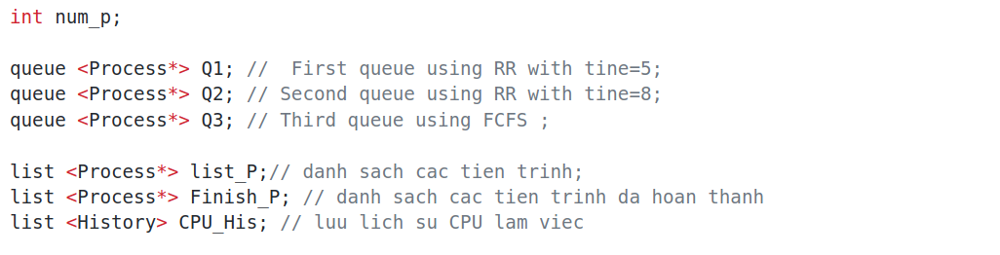 int num_p;
queue <Process*> Q1; //  First queue using RR with tine=5;
queue <Process*> Q2; // Second queue using RR with tine=8;
queue <Process*> Q3; // Third queue using FCFS ;
list <Process*> list_P;// danh sach cac tien trinh;
list <Process*> Finish_P; // danh sach cac tien trinh da hoan thanh
list <History> CPU_His; // luu lich su CPU lam viec